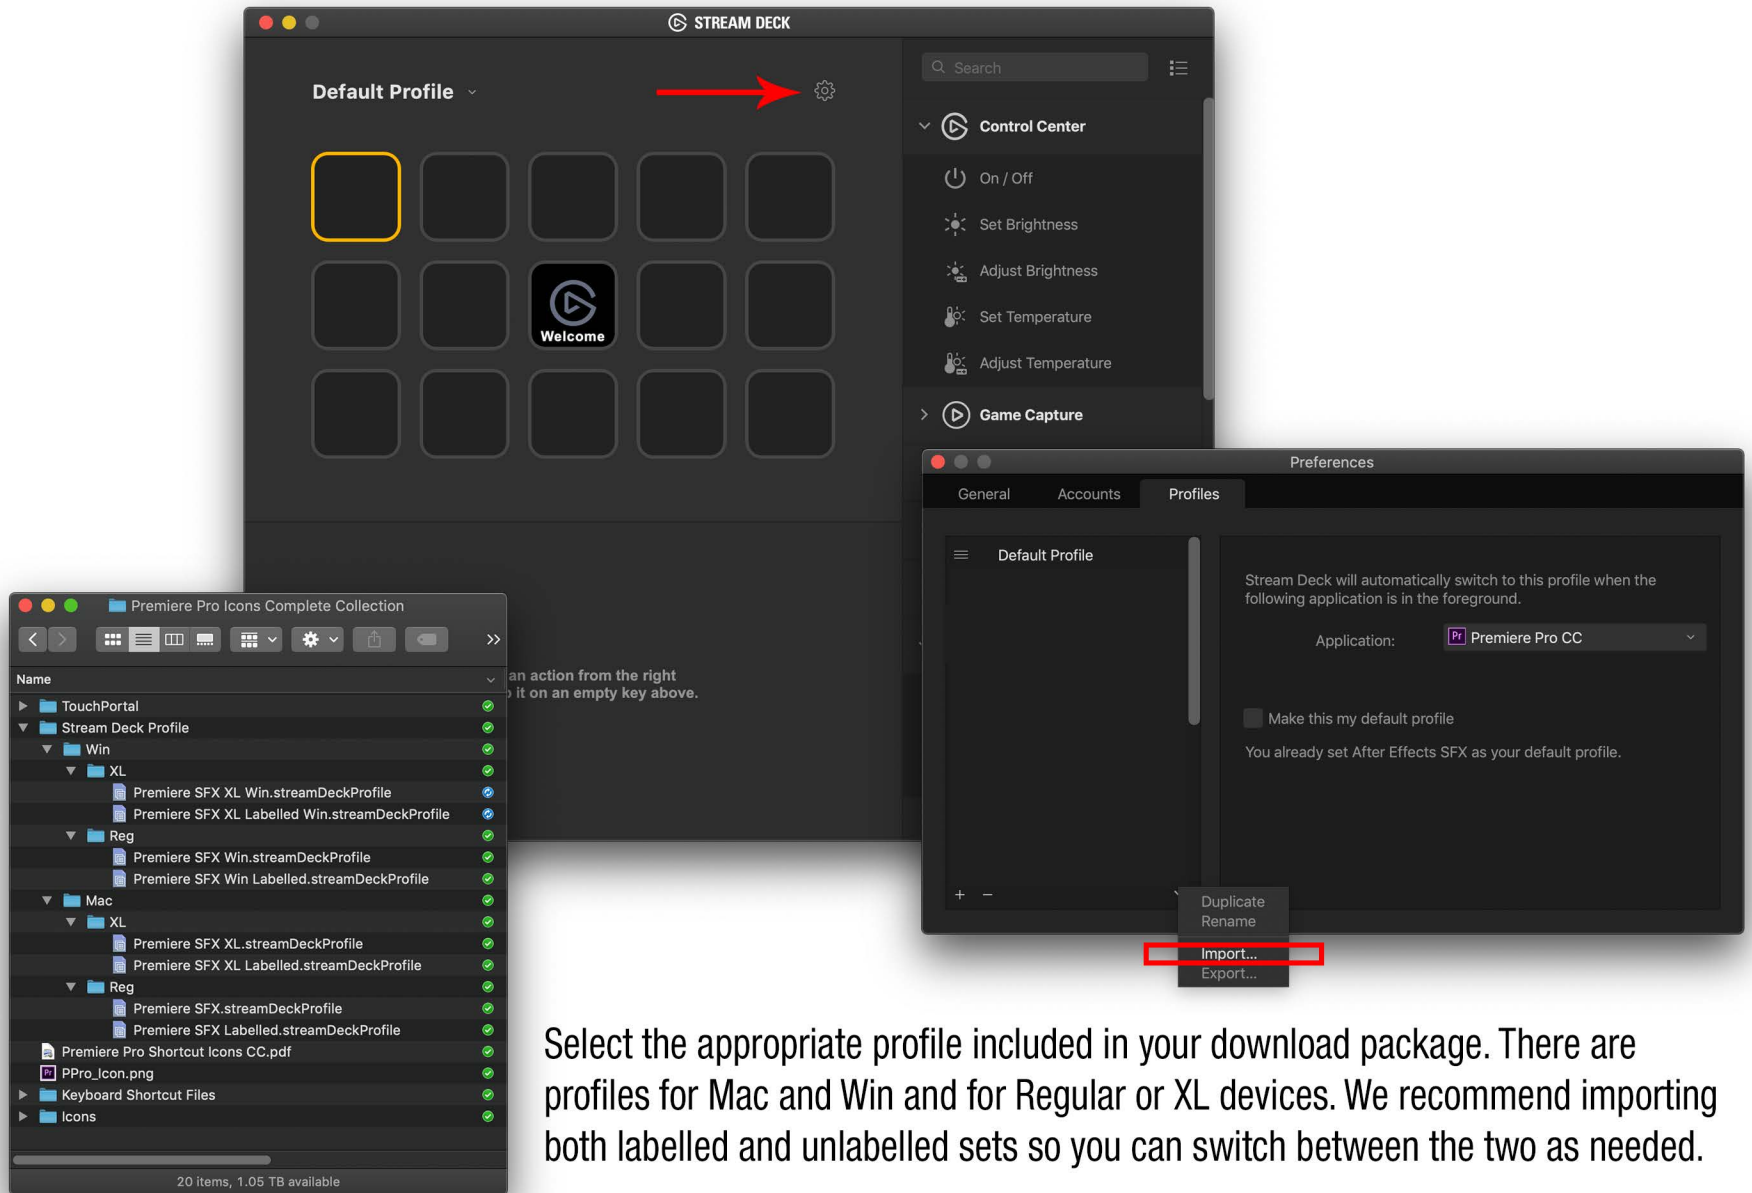 STREAM DECK
Default Profile
Search
Control Center
On / Off
Set Brightness
Adjust Brightness
Set Temperature
Adjust Temperature
Game Capture
Welcome
an action from the right
it on an empty key above.
Preferences
General Accounts Profiles
Default Profile
Stream Deck will automatically switch to this profile when the
following application is in the foreground.
Application: Pr Premiere Pro CC
Make this my default profile
You already set After Effects SFX as your default profile.
+ −
Duplicate
Rename
Import...
Export...
Premiere Pro Icons Complete Collection
Name
TouchPortal
Stream Deck Profile
Win
XL
Premiere SFX XL Win.streamDeckProfile
Premiere SFX XL Labelled Win.streamDeckProfile
Reg
Premiere SFX Win.streamDeckProfile
Premiere SFX Win Labelled.streamDeckProfile
Mac
XL
Premiere SFX XL.streamDeckProfile
Premiere SFX XL Labelled.streamDeckProfile
Reg
Premiere SFX.streamDeckProfile
Premiere SFX Labelled.streamDeckProfile
Premiere Pro Shortcut Icons CC.pdf
Pr PPro_Icon.png
Keyboard Shortcut Files
Icons
20 items, 1.05 TB available
Select the appropriate profile included in your download package. There are
profiles for Mac and Win and for Regular or XL devices. We recommend importing
both labelled and unlabelled sets so you can switch between the two as needed.